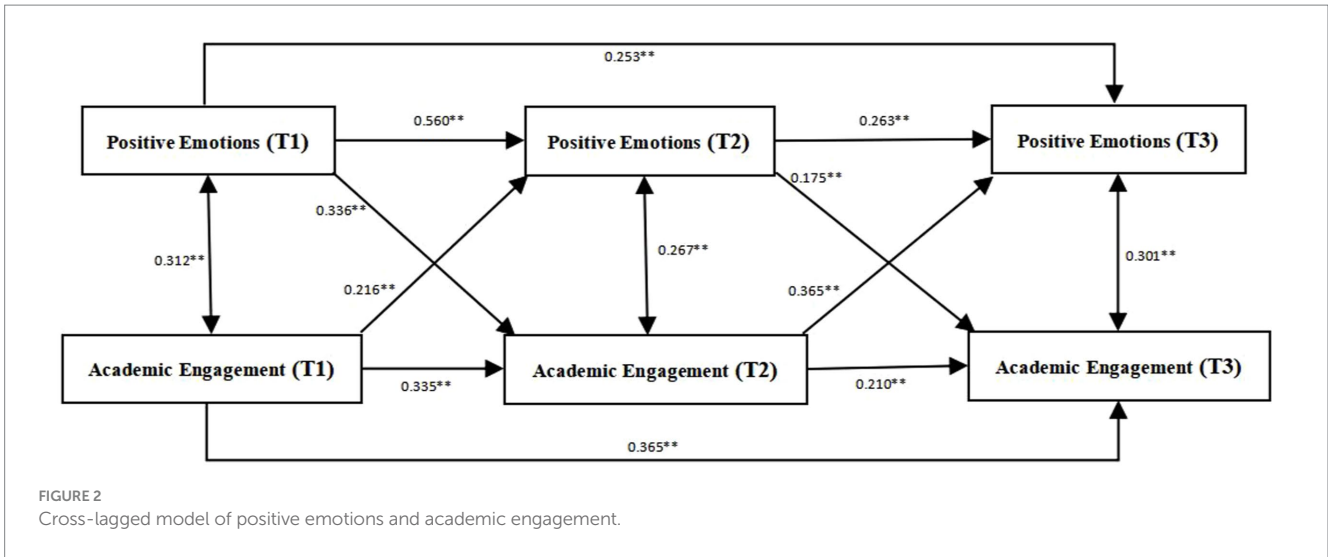 0.253**
Positive Emotions (T1)
0.560**
Positive Emotions (T2)
0.263**
Positive Emotions (T3)
0.336**
0.175**
0.312**
0.216**
0.267**
0.365**
0.301**
Academic Engagement (T1)
0.335**
Academic Engagement (T2)
0.210**
Academic Engagement (T3)
0.365**
FIGURE 2
Cross-lagged model of positive emotions and academic engagement.